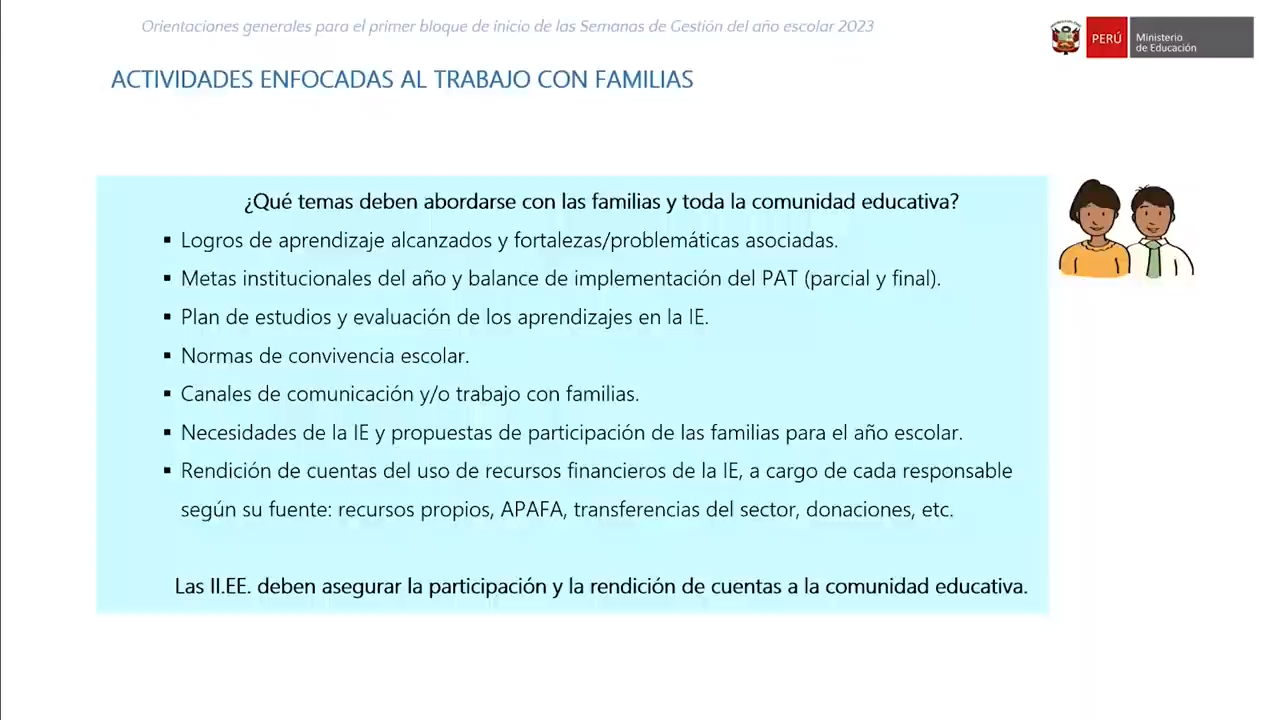 Orientaciones generales para el primer bloque de inicio de las Semanas de Gestión del año escolar 2023
PERÚ
Ministerio
de Educación
ACTIVIDADES ENFOCADAS AL TRABAJO CON FAMILIAS
¿Qué temas deben abordarse con las familias y toda la comunidad educativa?
▪ Logros de aprendizaje alcanzados y fortalezas/problemáticas asociadas.
▪ Metas institucionales del año y balance de implementación del PAT (parcial y final).
▪ Plan de estudios y evaluación de los aprendizajes en la IE.
▪ Normas de convivencia escolar.
▪ Canales de comunicación y/o trabajo con familias.
▪ Necesidades de la IE y propuestas de participación de las familias para el año escolar.
▪ Rendición de cuentas del uso de recursos financieros de la IE, a cargo de cada responsable
según su fuente: recursos propios, APAFA, transferencias del sector, donaciones, etc.
Las II.EE. deben asegurar la participación y la rendición de cuentas a la comunidad educativa.